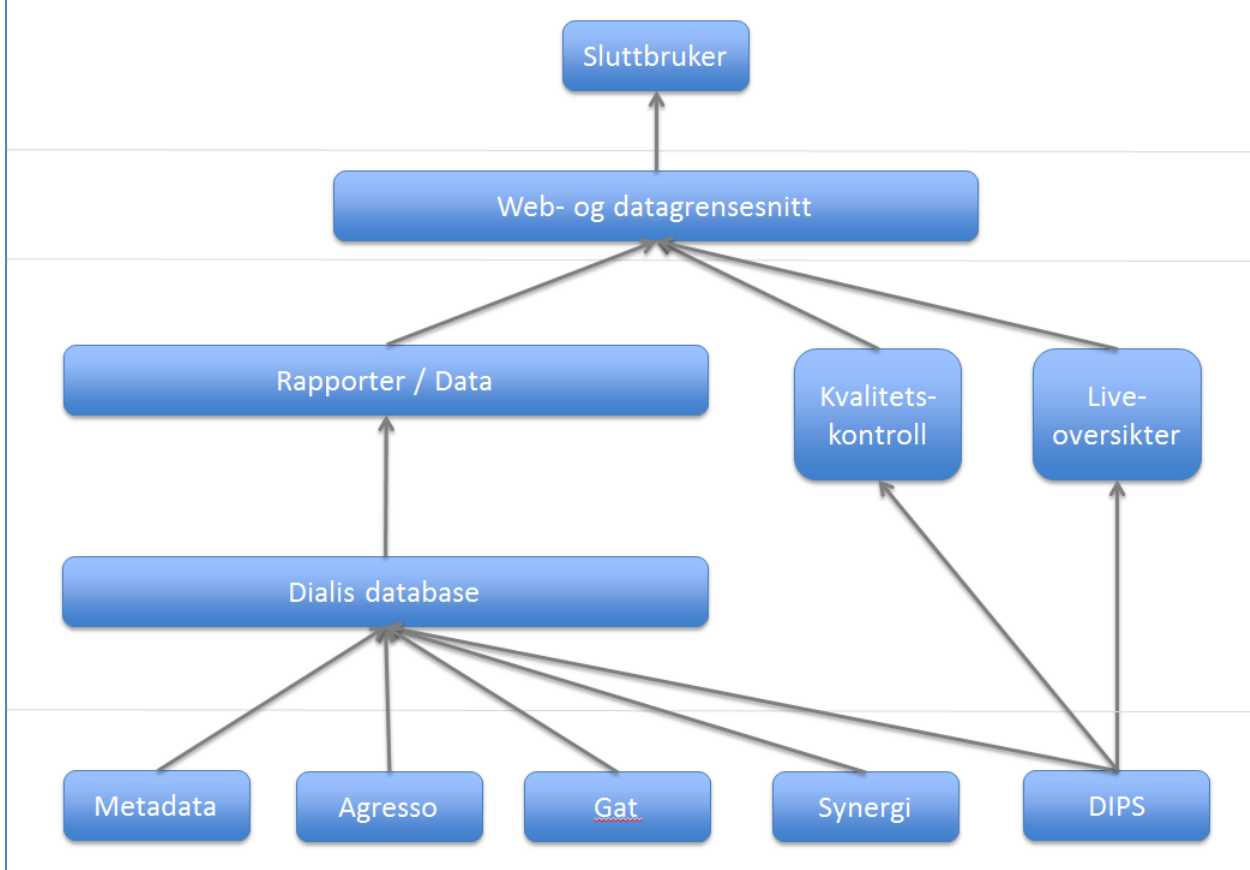 Sluttbruker
Web- og datagrensesnitt
Rapporter / Data
Kvalitets-
kontroll
Live-
oversikter
Dialis database
Metadata
Agresso
Gat
Synergi
DIPS